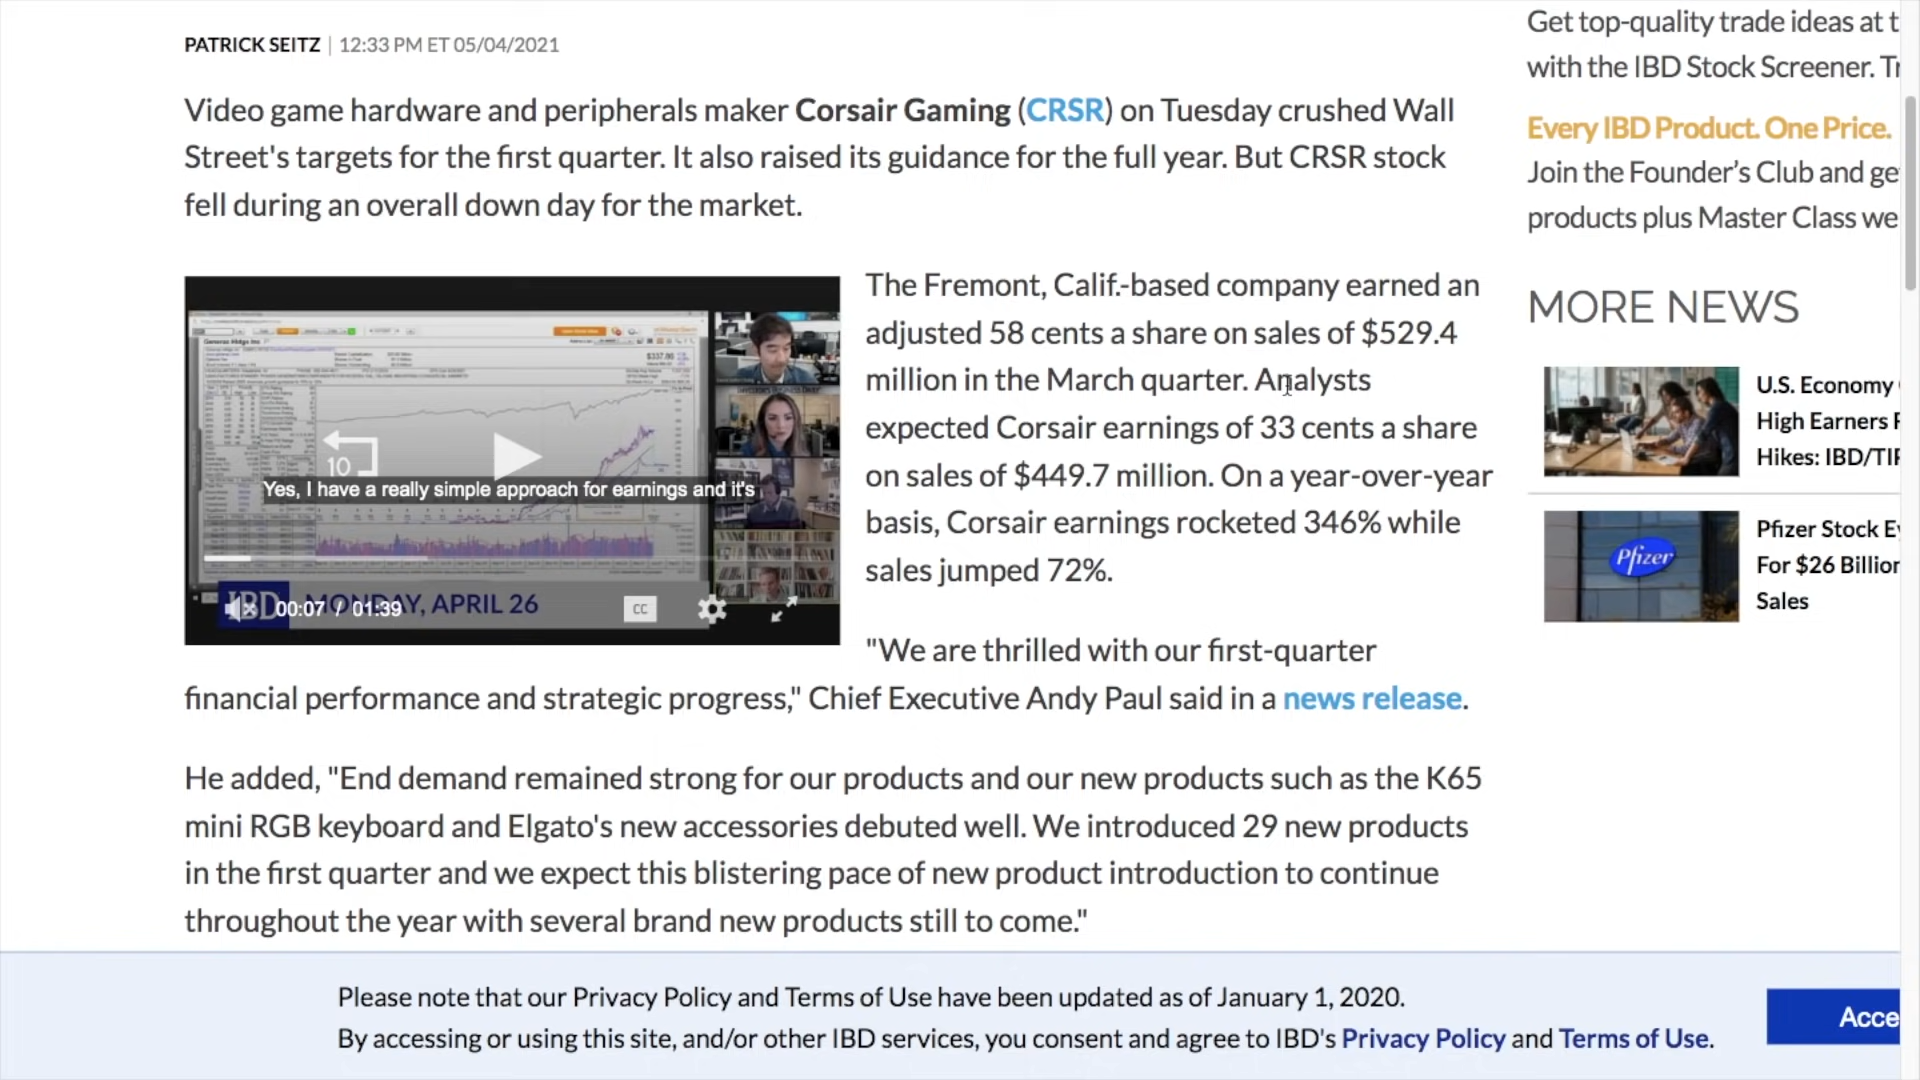 PATRICK SEITZ | 12:33 PM ET 05/04/2021
Video game hardware and peripherals maker Corsair Gaming (CRSR) on Tuesday crushed Wall
Street's targets for the first quarter. It also raised its guidance for the full year. But CRSR stock
fell during an overall down day for the market.
$337.86
10
Yes, I have a really simple approach for earnings and it's
IBD MONDAY, APRIL 26
00:07 / 01:39
CC
The Fremont, Calif.-based company earned an
adjusted 58 cents a share on sales of $529.4
million in the March quarter. Analysts
expected Corsair earnings of 33 cents a share
on sales of $449.7 million. On a year-over-year
basis, Corsair earnings rocketed 346% while
sales jumped 72%.
"We are thrilled with our first-quarter
financial performance and strategic progress," Chief Executive Andy Paul said in a news release.
He added, "End demand remained strong for our products and our new products such as the K65
mini RGB keyboard and Elgato's new accessories debuted well. We introduced 29 new products
in the first quarter and we expect this blistering pace of new product introduction to continue
throughout the year with several brand new products still to come."
Get top-quality trade ideas at t
with the IBD Stock Screener. Tr
Every IBD Product. One Price.
Join the Founder's Club and ge
products plus Master Class we
MORE NEWS
U.S. Economy
High Earners
Hikes: IBD/TIP
Pfizer
Pfizer Stock E
For $26 Billion
Sales
Please note that our Privacy Policy and Terms of Use have been updated as of January 1, 2020.
By accessing or using this site, and/or other IBD services, you consent and agree to IBD's Privacy Policy and Terms of Use.
Acce